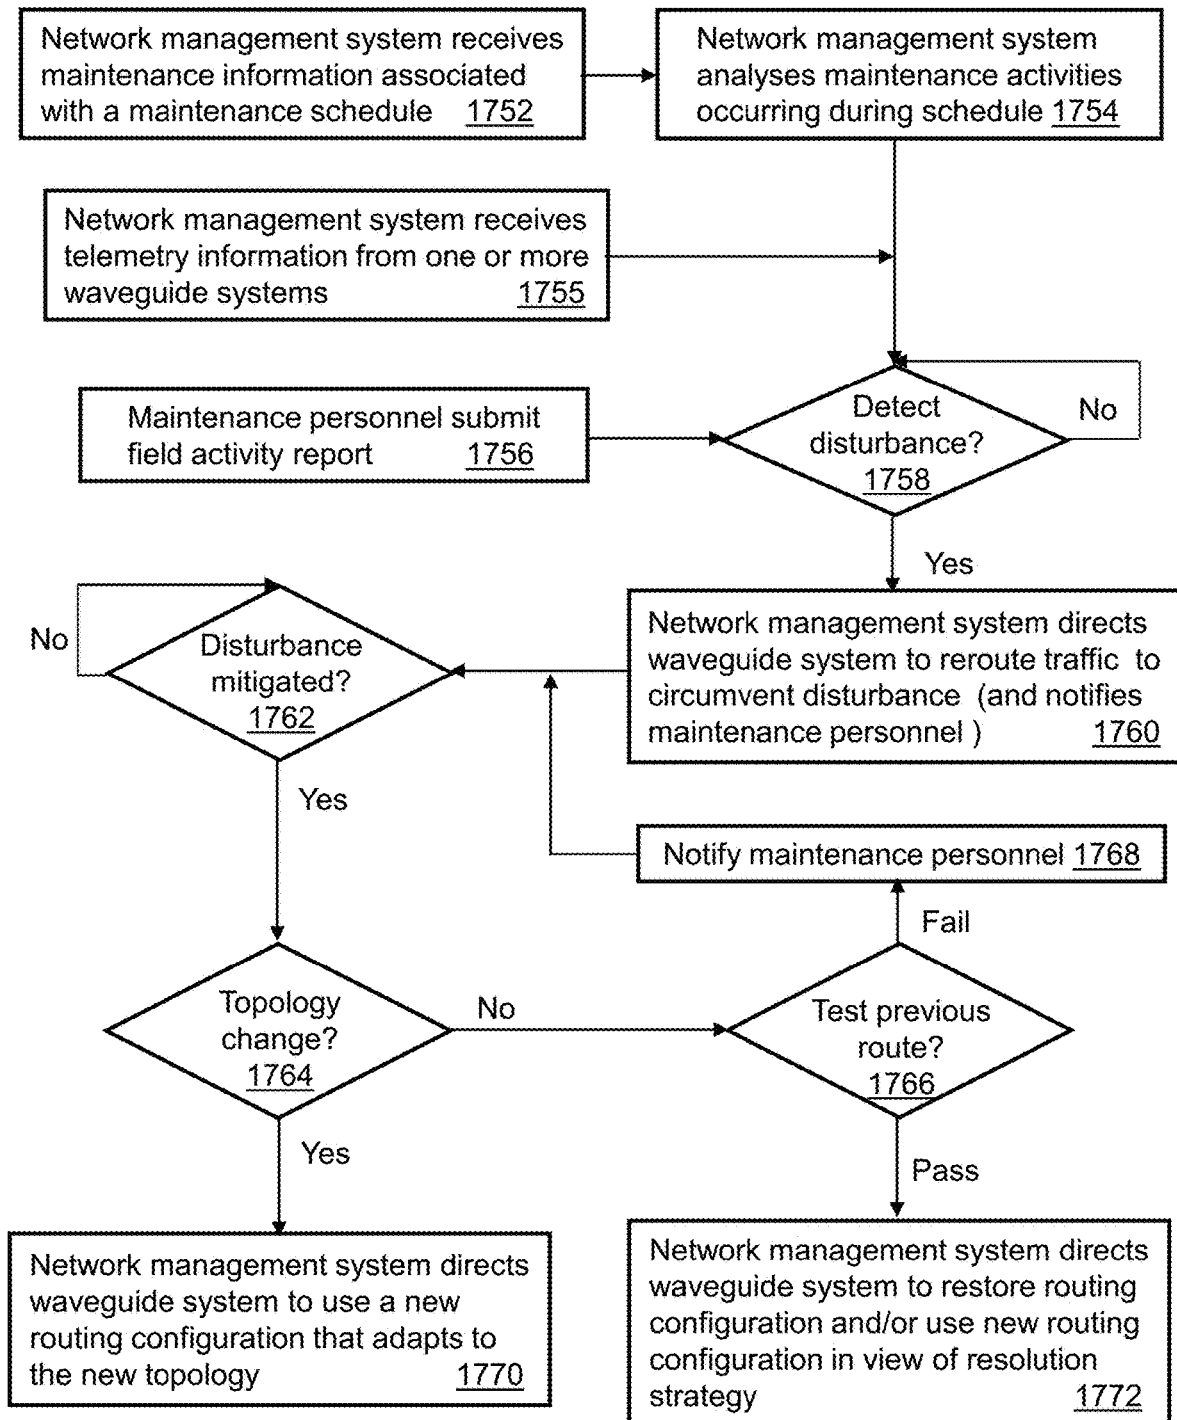 Network management system receives
maintenance information associated
with a maintenance schedule 1752
Network management system
analyses maintenance activities
occurring during schedule 1754
Network management system receives
telemetry information from one or more
waveguide systems 1755
Maintenance personnel submit
field activity report 1756
Detect
disturbance?
1758
No
Yes
Network management system directs
waveguide system to reroute traffic to
circumvent disturbance (and notifies
maintenance personnel ) 1760
No
Disturbance
mitigated?
1762
Yes
Notify maintenance personnel 1768
Fail
Topology
change?
1764
No
Test previous
route?
1766
Yes
Pass
Network management system directs
waveguide system to use a new
routing configuration that adapts to
the new topology 1770
Network management system directs
waveguide system to restore routing
configuration and/or use new routing
configuration in view of resolution
strategy 1772